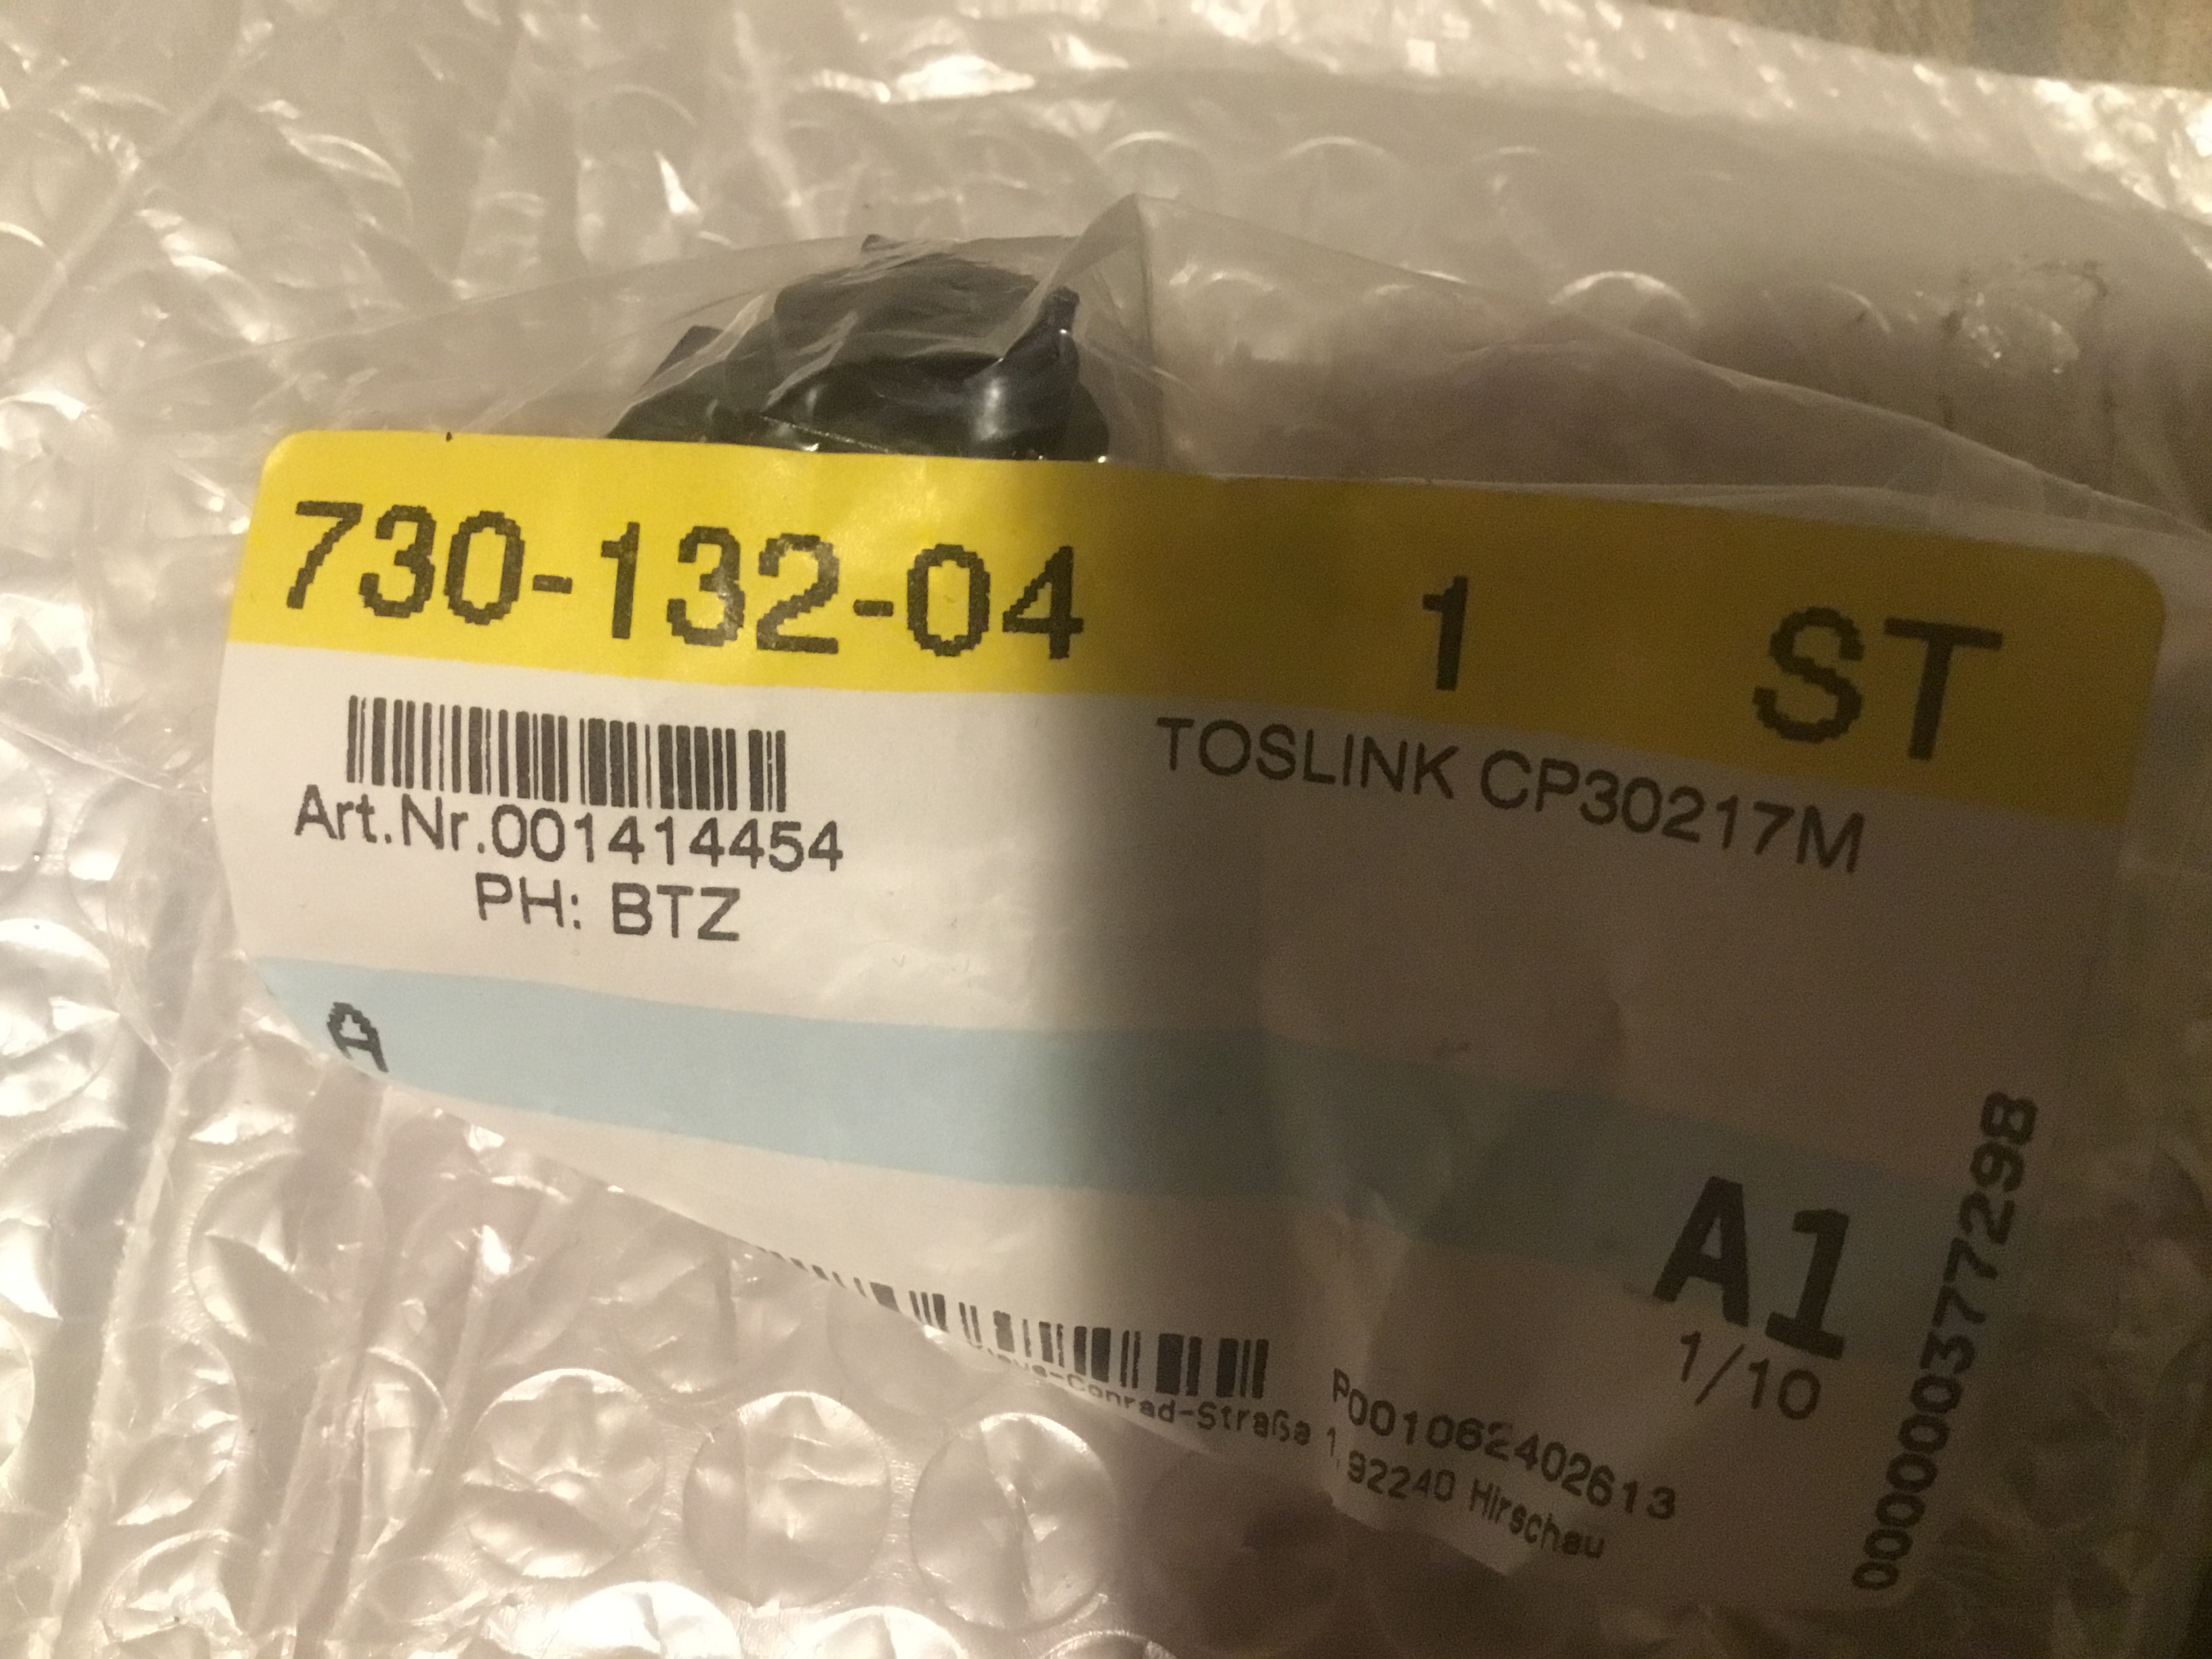 730-132-04 1 ST
TOSLINK CP30217M
Art.Nr.001414454
PH: BTZ
A
A1
1/10
000000377298
P001062402613
-Conrad-Straße 1, 92240 Hirschau